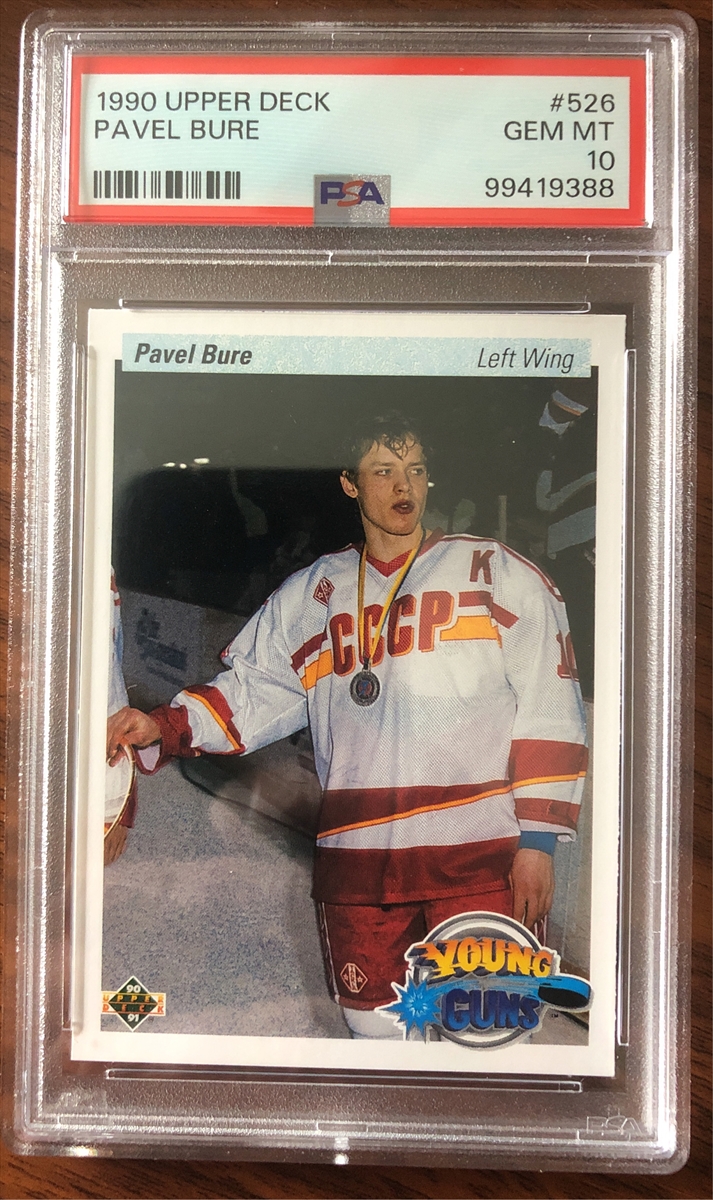 1990 UPPER DECK #526
PAVEL BURE GEM MT
10
PSA 99419388
Pavel Bure Left Wing
K
CCCP
YOUNG
GUNS
90
UPPER
DECK
91
PSA